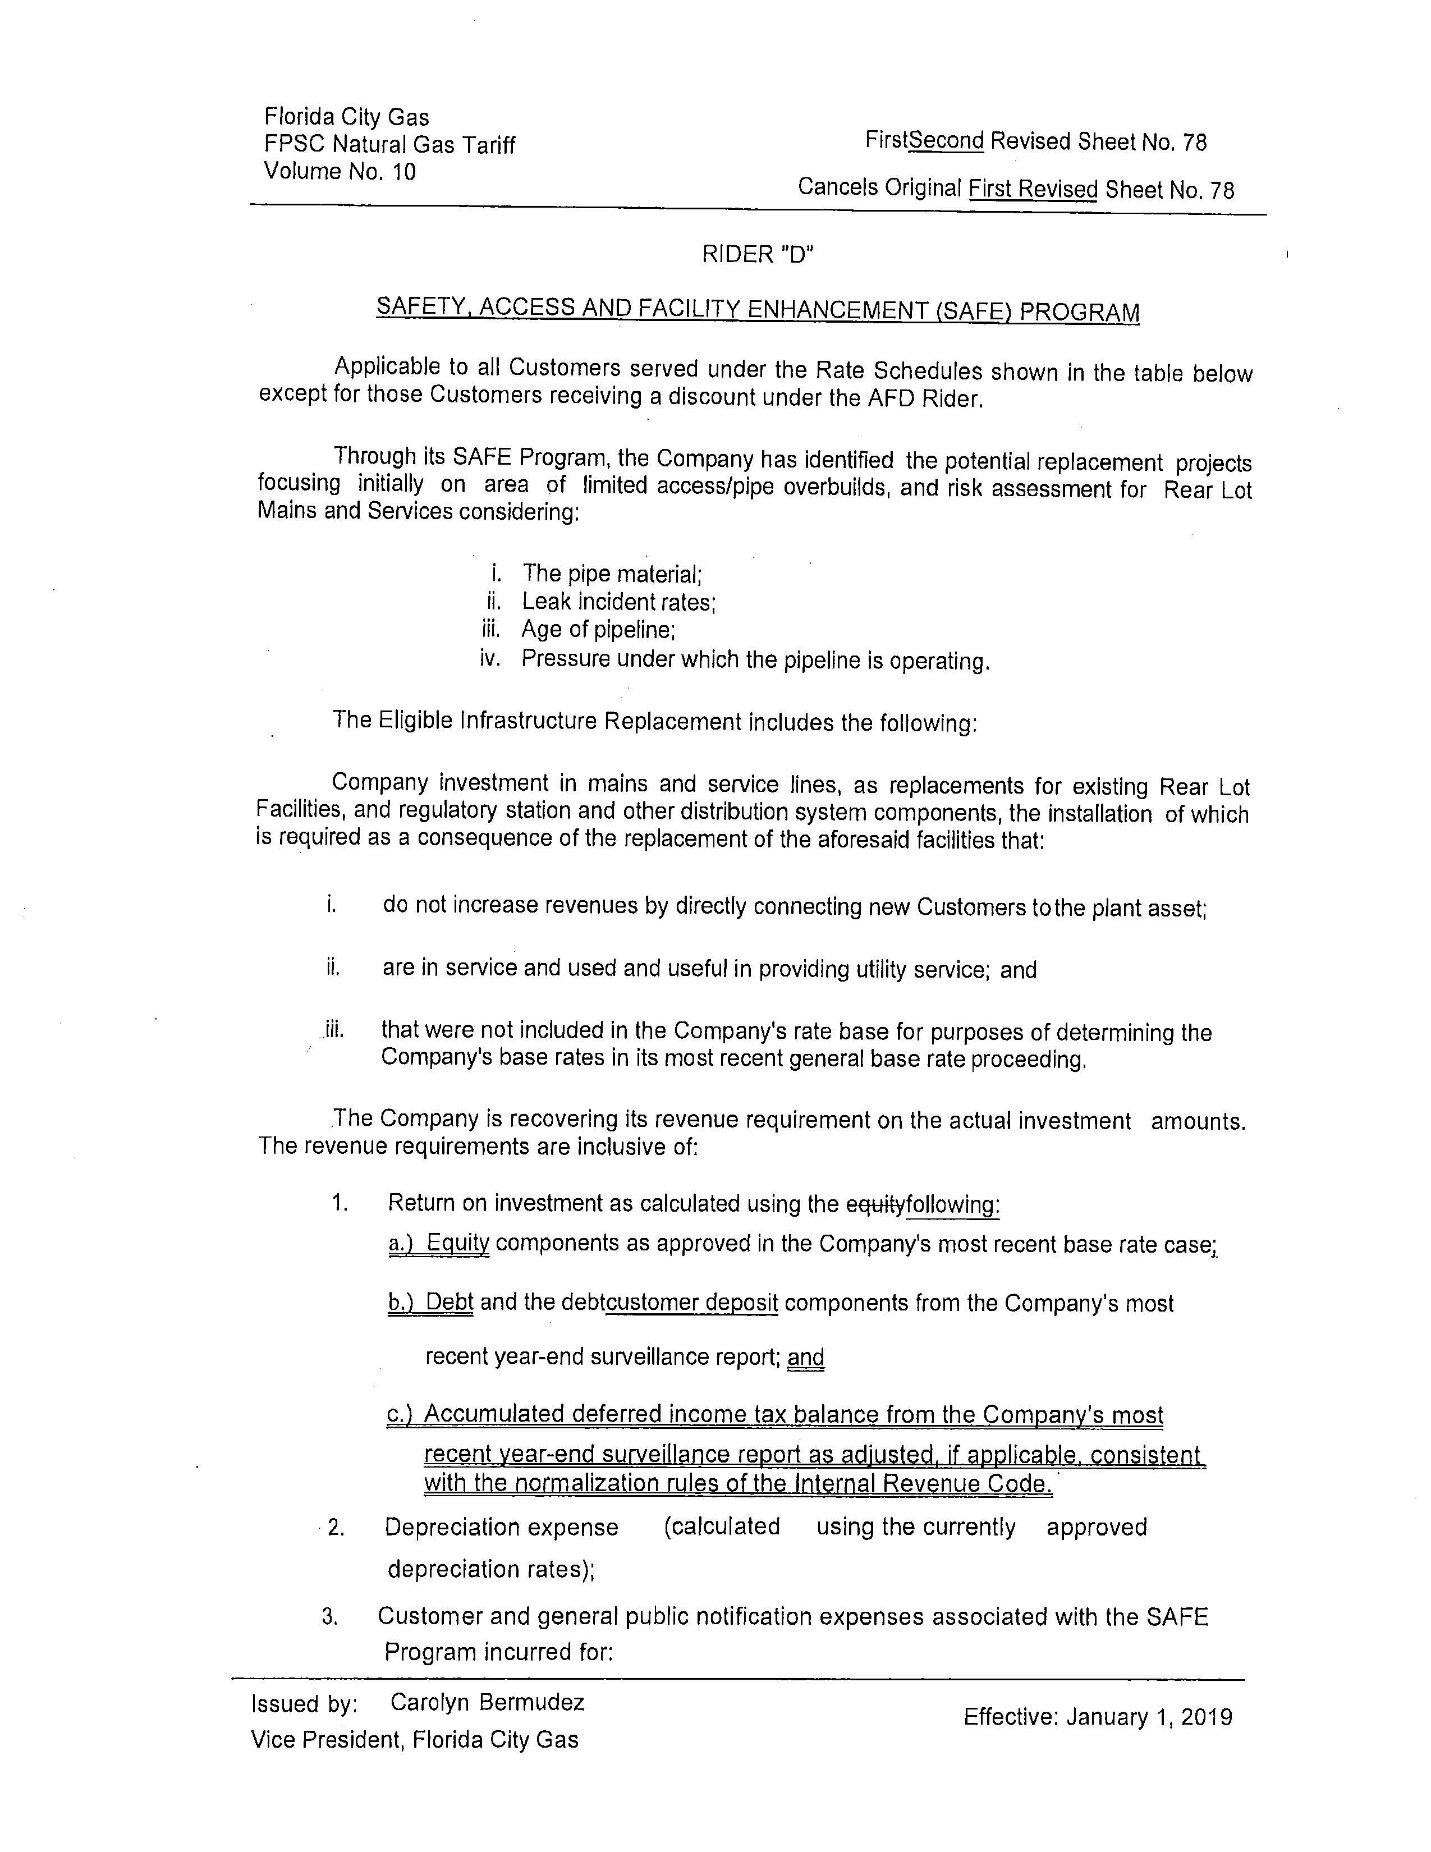 Florida City Gas
FPSC Natural Gas Tariff
Volume No. 10
FirstSecond Revised Sheet No. 78
Cancels Original First Revised Sheet No. 78
RIDER "D"
SAFETY, ACCESS AND FACILITY ENHANCEMENT (SAFE) PROGRAM
Applicable to all Customers served under the Rate Schedules shown in the table below
except for those Customers receiving a discount under the AFD Rider.
Through its SAFE Program, the Company has identified the potential replacement projects
focusing initially on area of limited access/pipe overbuilds, and risk assessment for Rear Lot
Mains and Services considering:
i. The pipe material;
ii. Leak incident rates;
iii. Age of pipeline;
iv. Pressure under which the pipeline is operating.
The Eligible Infrastructure Replacement includes the following:
Company investment in mains and service lines, as replacements for existing Rear Lot
Facilities, and regulatory station and other distribution system components, the installation of which
is required as a consequence of the replacement of the aforesaid facilities that:
i. do not increase revenues by directly connecting new Customers to the plant asset;
ii. are in service and used and useful in providing utility service; and
iii. that were not included in the Company's rate base for purposes of determining the
Company's base rates in its most recent general base rate proceeding.
The Company is recovering its revenue requirement on the actual investment amounts.
The revenue requirements are inclusive of:
1. Return on investment as calculated using the equityfollowing:
a.) Equity components as approved in the Company's most recent base rate case;
b.) Debt and the debtcustomer deposit components from the Company's most
recent year-end surveillance report; and
c.) Accumulated deferred income tax balance from the Company's most
recent year-end surveillance report as adjusted, if applicable, consistent
with the normalization rules of the Internal Revenue Code.
2. Depreciation expense (calculated using the currently approved
depreciation rates);
3. Customer and general public notification expenses associated with the SAFE
Program incurred for:
Issued by: Carolyn Bermudez
Vice President, Florida City Gas
Effective: January 1, 2019